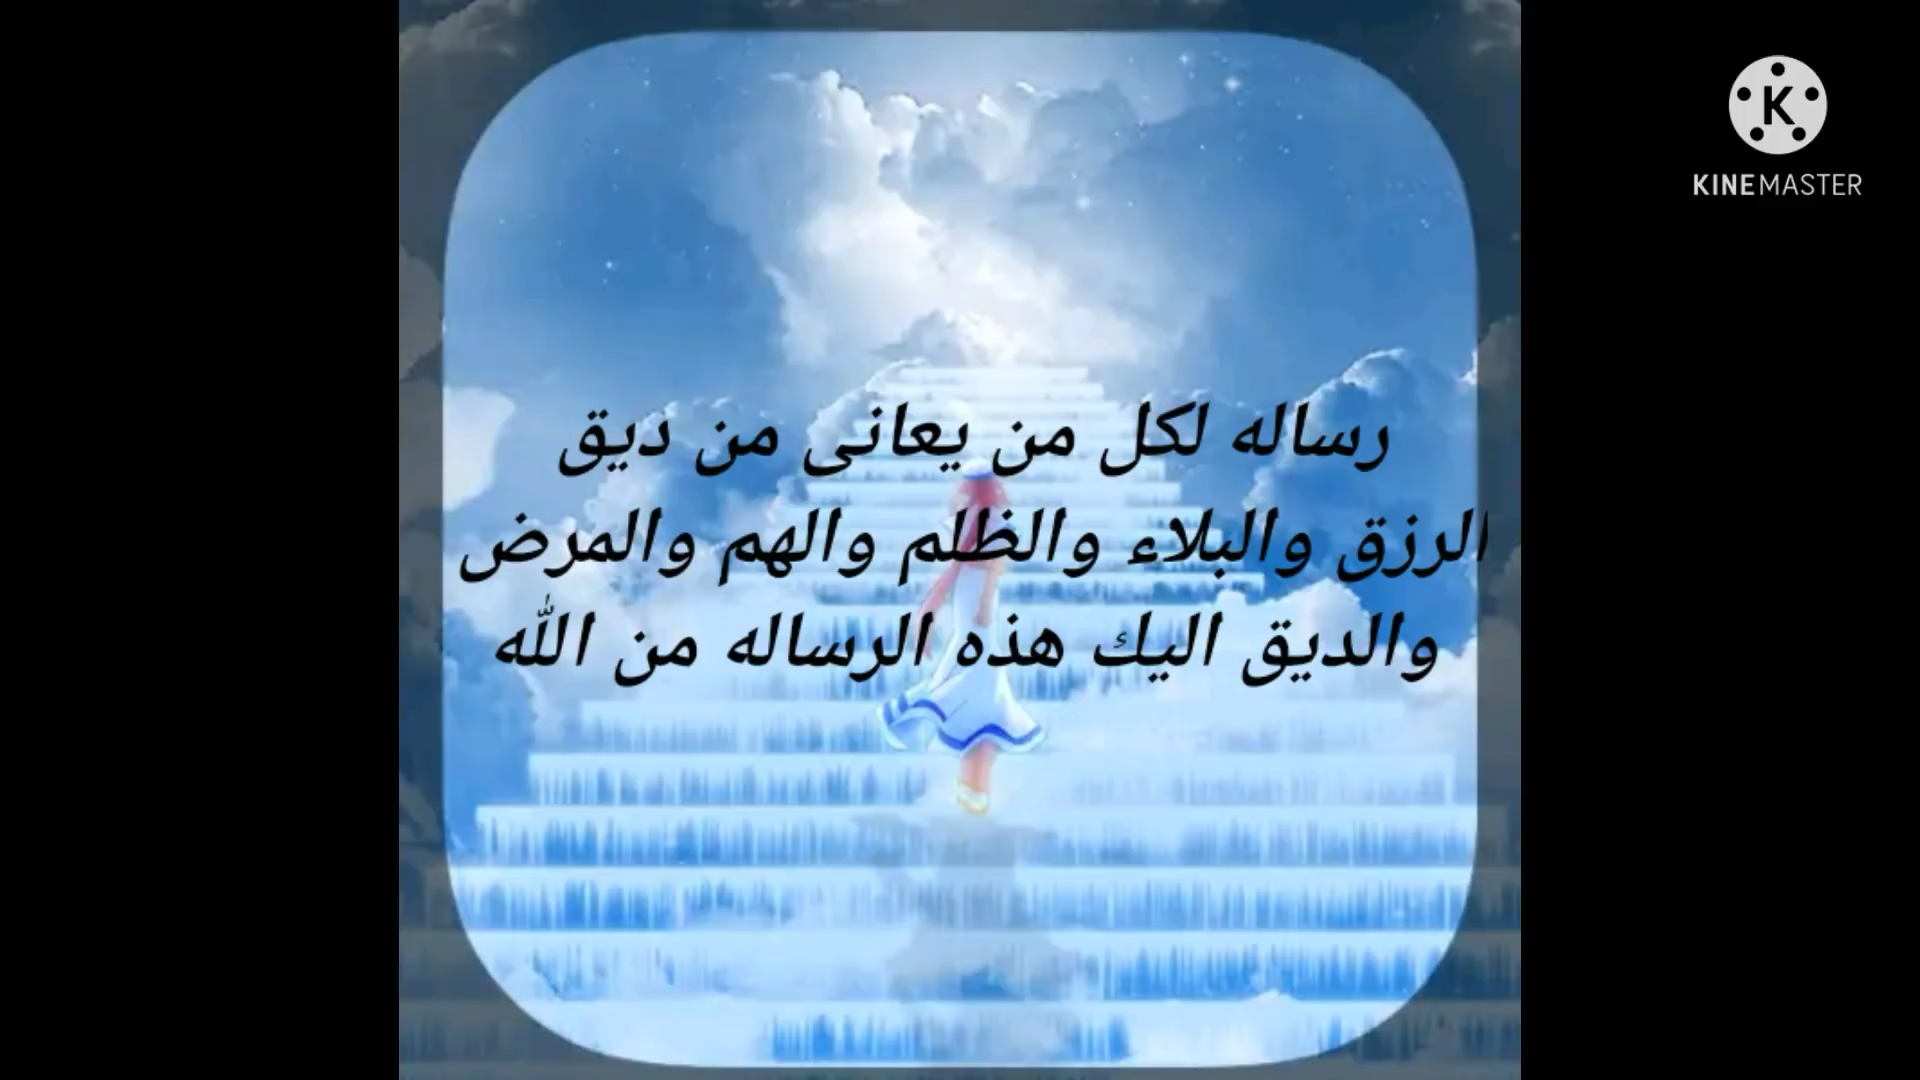 رساله لكل من يعانى من ديق
الرزق والبلاء والظلم والهم والمرض
والديق اليك هذه الرساله من الله
K
KINEMASTER